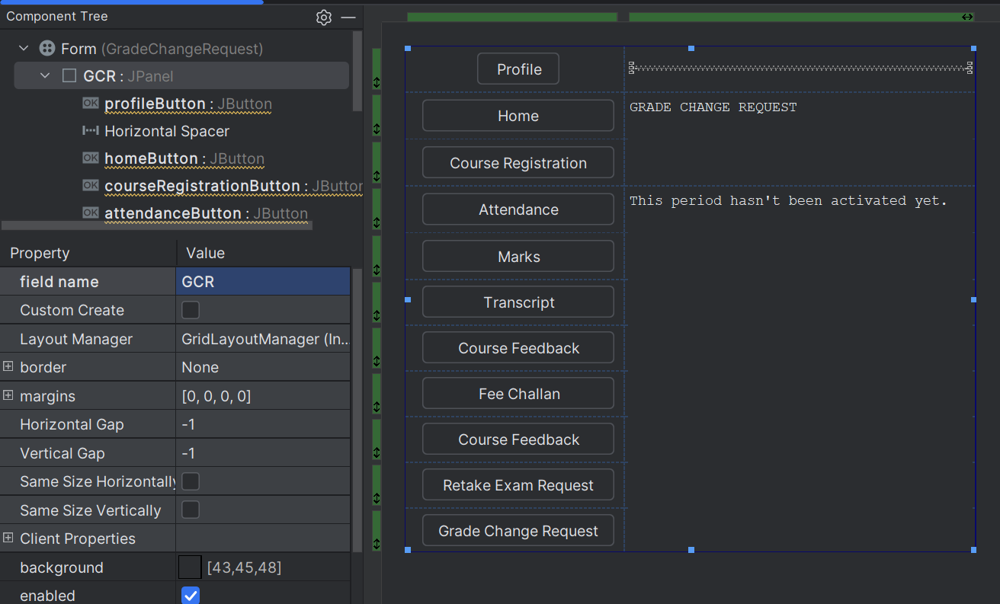 Component Tree
Form (GradeChangeRequest)
GCR : JPanel
OK profileButton : JButton
Horizontal Spacer
OK homeButton : JButton
OK courseRegistrationButton : JButton
OK attendanceButton : JButton
Property Value
field name GCR
Custom Create
Layout Manager GridLayoutManager (In...
border None
margins [0, 0, 0, 0]
Horizontal Gap -1
Vertical Gap -1
Same Size Horizontally
Same Size Vertically
Client Properties
background [43,45,48]
enabled
Profile
Home
Course Registration
Attendance
Marks
Transcript
Course Feedback
Fee Challan
Course Feedback
Retake Exam Request
Grade Change Request
GRADE CHANGE REQUEST
This period hasn't been activated yet.